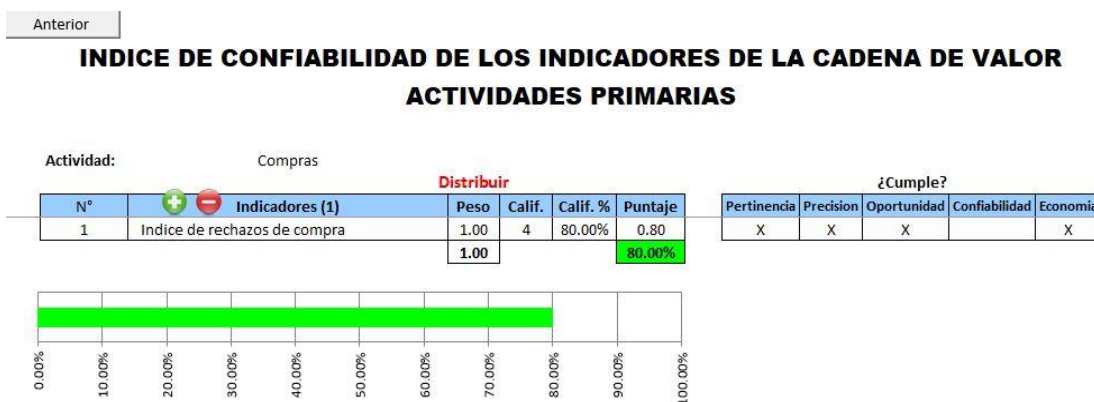 Anterior
INDICE DE CONFIABILIDAD DE LOS INDICADORES DE LA CADENA DE VALOR
ACTIVIDADES PRIMARIAS
Actividad: Compras
Distribuir ¿Cumple?
N° Indicadores (1) Peso Calif. Calif. % Puntaje Pertinencia Precision Oportunidad Confiabilidad Economia
1 Indice de rechazos de compra 1.00 4 80.00% 0.80 X X X X
1.00 80.00%
0.00% 10.00% 20.00% 30.00% 40.00% 50.00% 60.00% 70.00% 80.00% 90.00% 100.00%